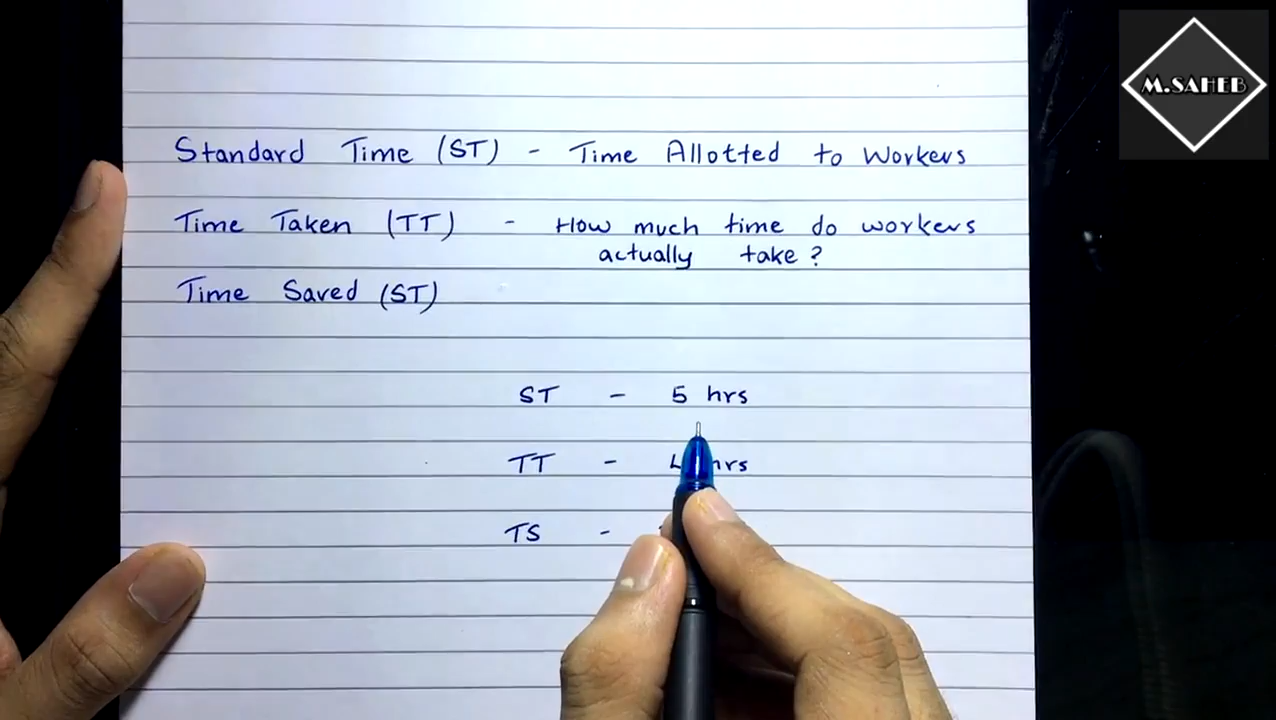 M.SAHEB
Standard Time (ST) - Time Allotted to Workers
Time Taken (TT) - How much time do workers
actually take?
Time Saved (ST)
ST - 5 hrs
TT - hrs
TS -